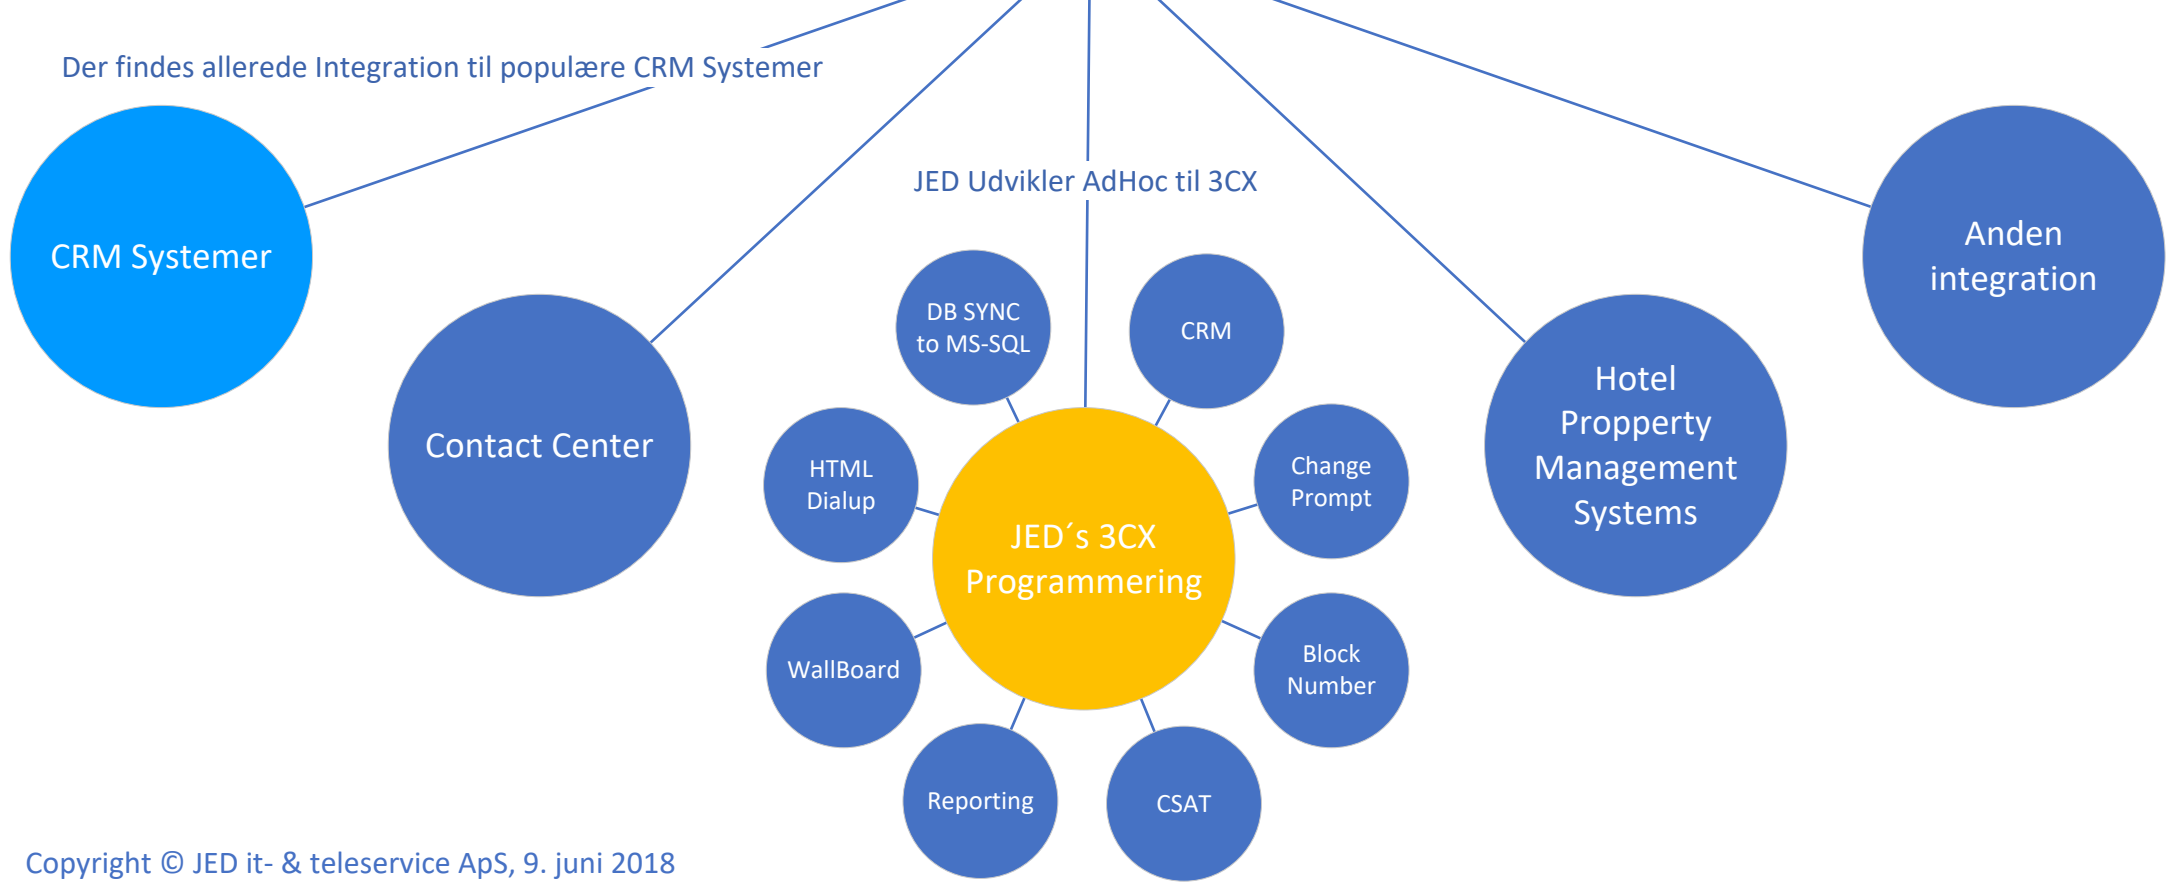 Der findes allerede Integration til populære CRM Systemer
CRM Systemer
Contact Center
JED Udvikler AdHoc til 3CX
DB SYNC
to MS-SQL
CRM
HTML
Dialup
Change
Prompt
JED´s 3CX
Programmering
WallBoard
Block
Number
Reporting
CSAT
Hotel
Propperty
Management
Systems
Anden
integration
Copyright © JED it- & teleservice ApS, 9. juni 2018